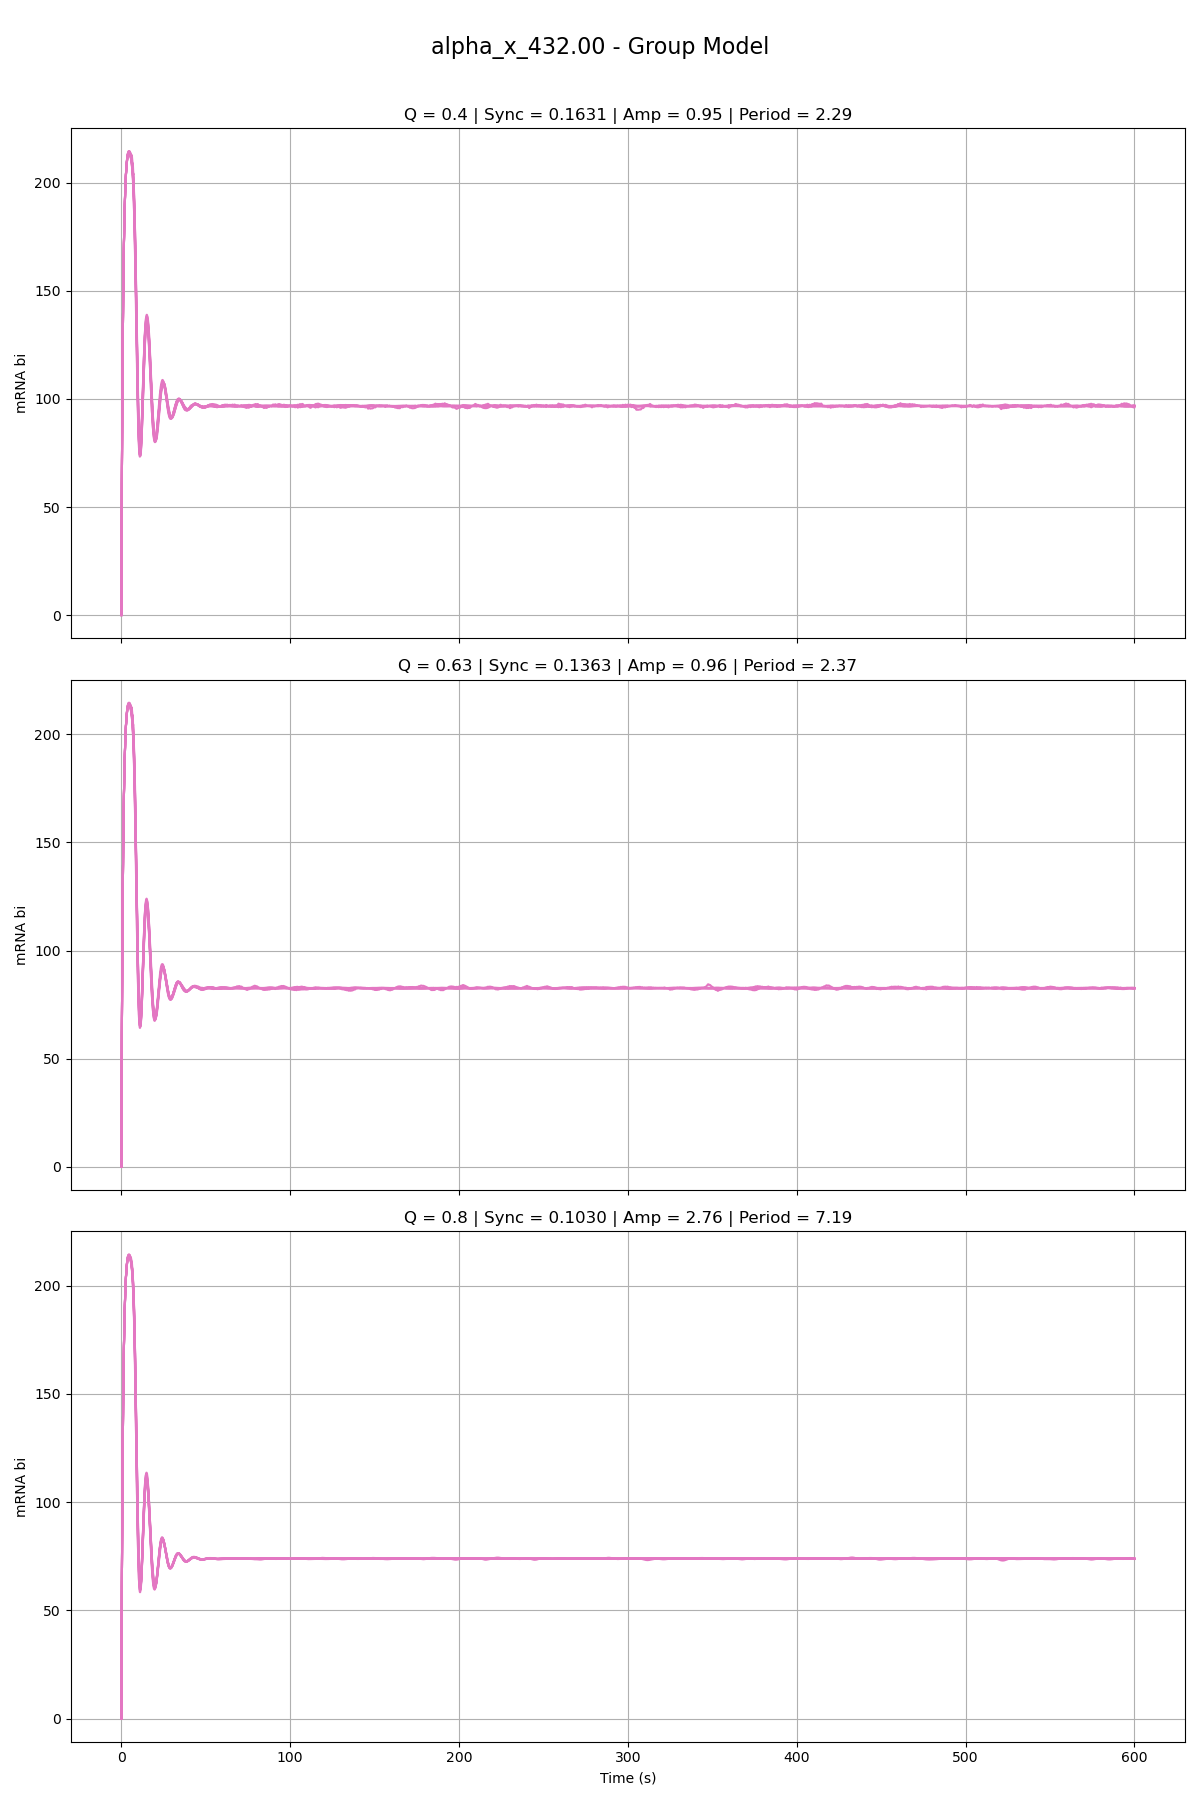 alpha_x_432.00 - Group Model
Q = 0.4 | Sync = 0.1631 | Amp = 0.95 | Period = 2.29
200
150
100
50
0
mRNA bi
Q = 0.63 | Sync = 0.1363 | Amp = 0.96 | Period = 2.37
200
150
100
50
0
mRNA bi
Q = 0.8 | Sync = 0.1030 | Amp = 2.76 | Period = 7.19
200
150
100
50
0
mRNA bi
0 100 200 300 400 500 600
Time (s)